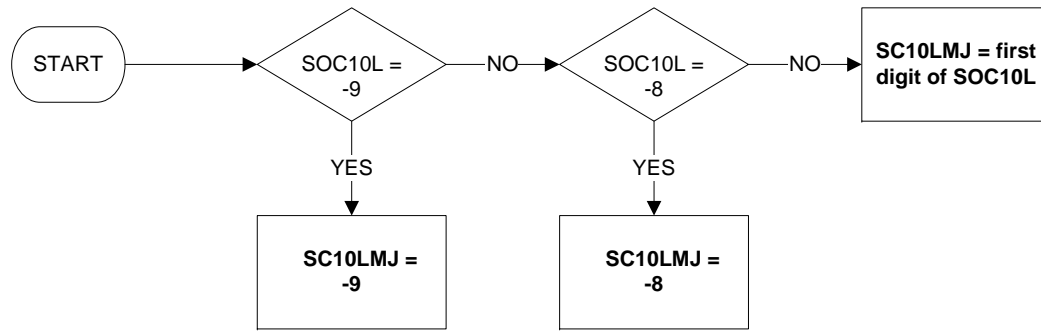 START
SOC10L =
-9
NO
SOC10L =
-8
NO
SC10LMJ = first
digit of SOC10L
YES
YES
SC10LMJ =
-9
SC10LMJ =
-8